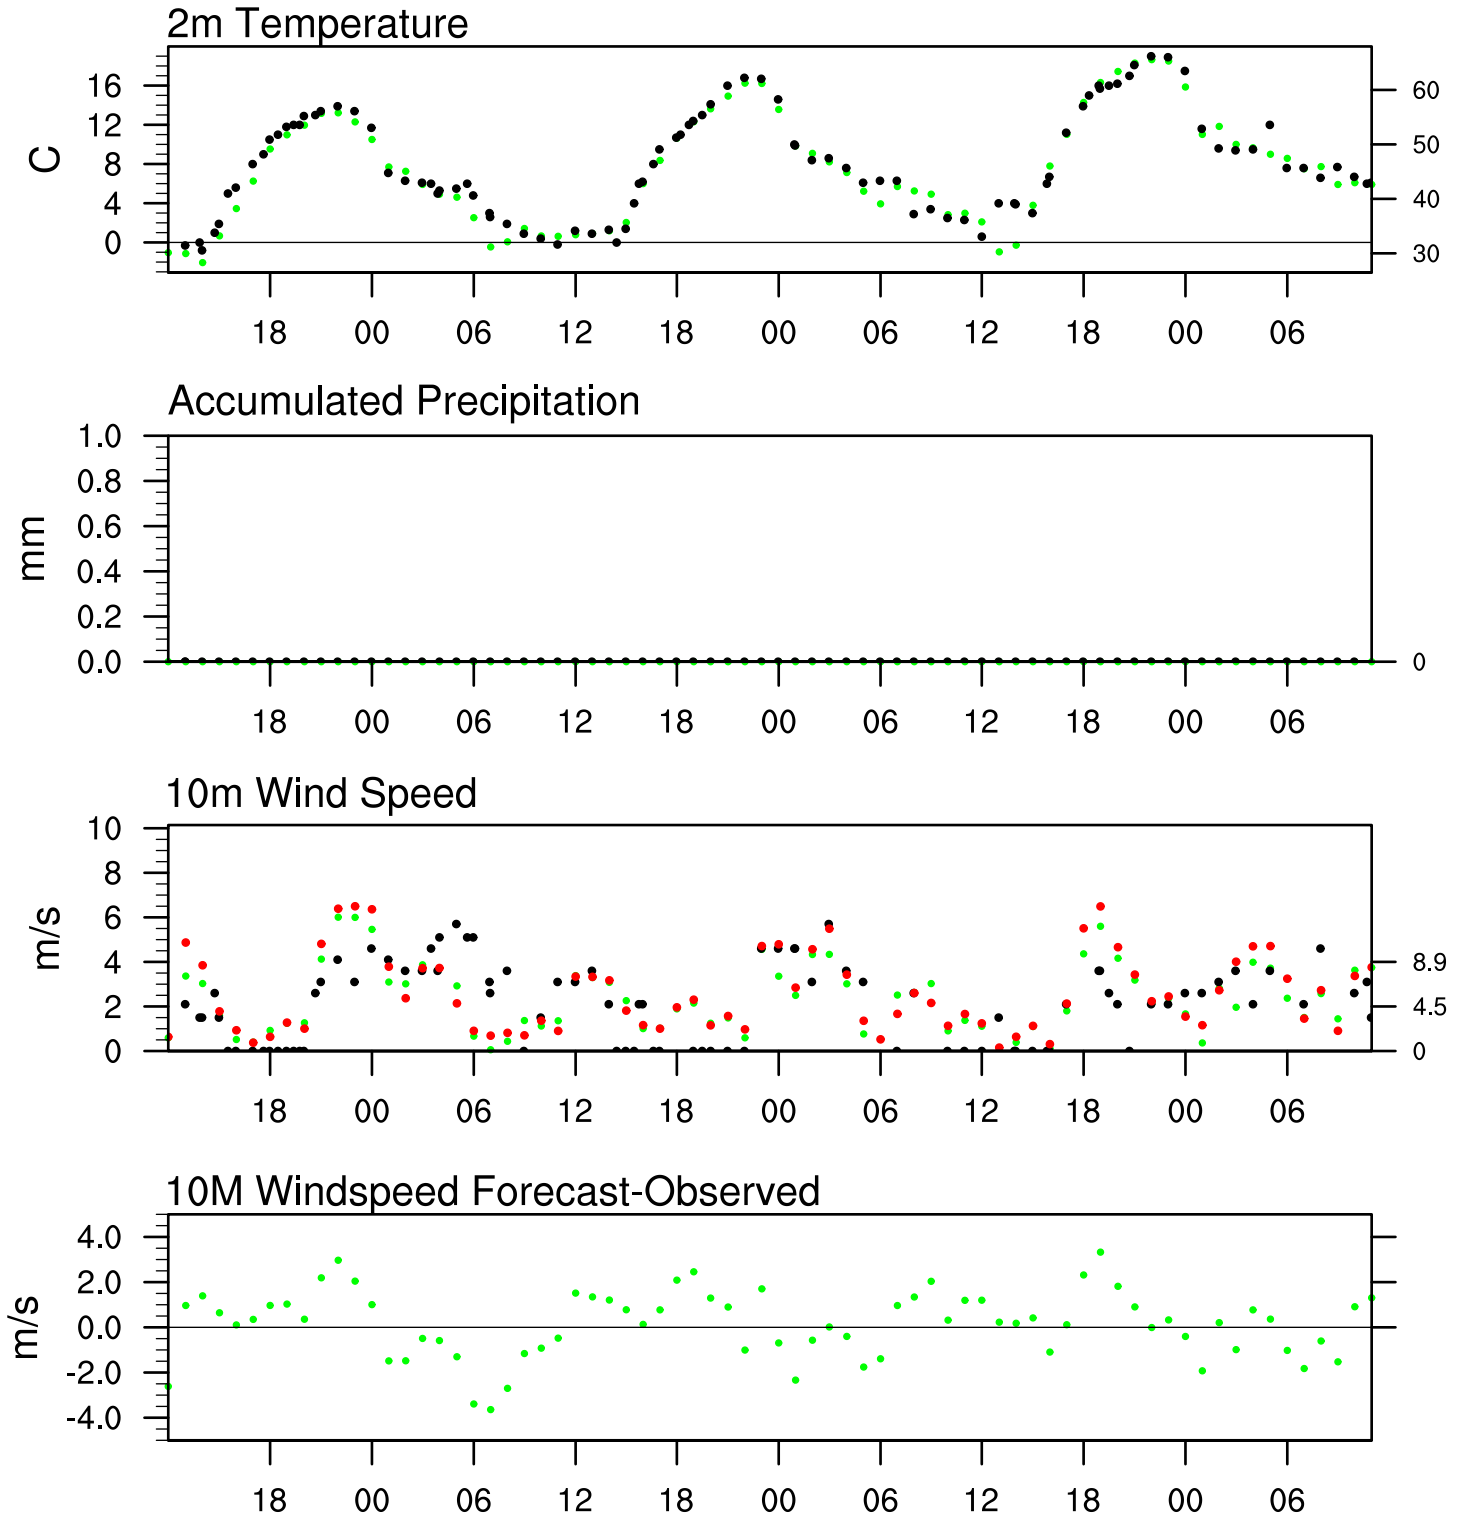 2m Temperature
16
12
8
4
0
C
60
50
40
30
18 00 06 12 18 00 06 12 18 00 06
Accumulated Precipitation
1.0
0.8
0.6
0.4
0.2
0.0
mm
0
18 00 06 12 18 00 06 12 18 00 06
10m Wind Speed
10
8
6
4
2
0
m/s
8.9
4.5
0
18 00 06 12 18 00 06 12 18 00 06
10M Windspeed Forecast-Observed
4.0
2.0
0.0
-2.0
-4.0
m/s
18 00 06 12 18 00 06 12 18 00 06